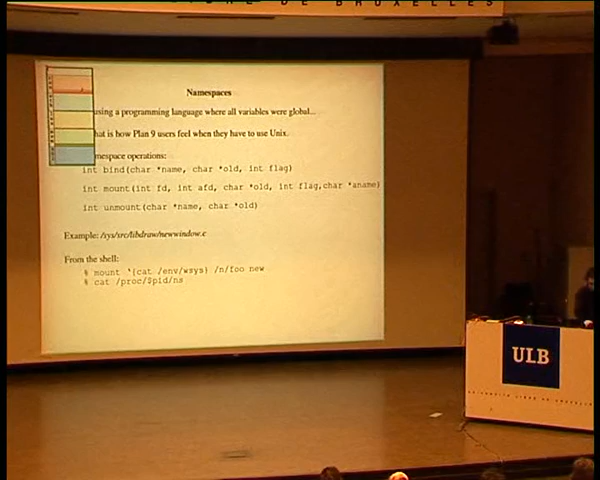 DE BRUXELLES
Namespaces
using a programming language where all variables were global...
hat is how Plan 9 users feel when they have to use Unix.
mespace operations:
int bind(char *name, char *old, int flag)
int mount(int fd, int afd, char *old, int flag,char *aname)
int unmount(char *name, char *old)
Example: /sys/src/libdraw/newwindow.c
From the shell:
% mount `{cat /env/wsys} /n/foo new
% cat /proc/$pid/ns
ULB